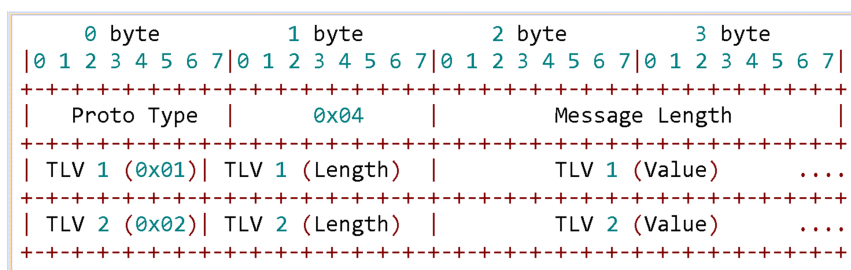 0 byte 1 byte 2 byte 3 byte
|0 1 2 3 4 5 6 7|0 1 2 3 4 5 6 7|0 1 2 3 4 5 6 7|0 1 2 3 4 5 6 7|
+-+-+-+-+-+-+-+-+-+-+-+-+-+-+-+-+-+-+-+-+-+-+-+-+-+-+-+-+-+-+-+-+
| Proto Type | 0x04 | Message Length |
+-+-+-+-+-+-+-+-+-+-+-+-+-+-+-+-+-+-+-+-+-+-+-+-+-+-+-+-+-+-+-+-+
| TLV 1 (0x01)| TLV 1 (Length) | TLV 1 (Value) ....
+-+-+-+-+-+-+-+-+-+-+-+-+-+-+-+-+-+-+-+-+-+-+-+-+-+-+-+-+-+-+-+-+
| TLV 2 (0x02)| TLV 2 (Length) | TLV 2 (Value) ....
+-+-+-+-+-+-+-+-+-+-+-+-+-+-+-+-+-+-+-+-+-+-+-+-+-+-+-+-+-+-+-+-+